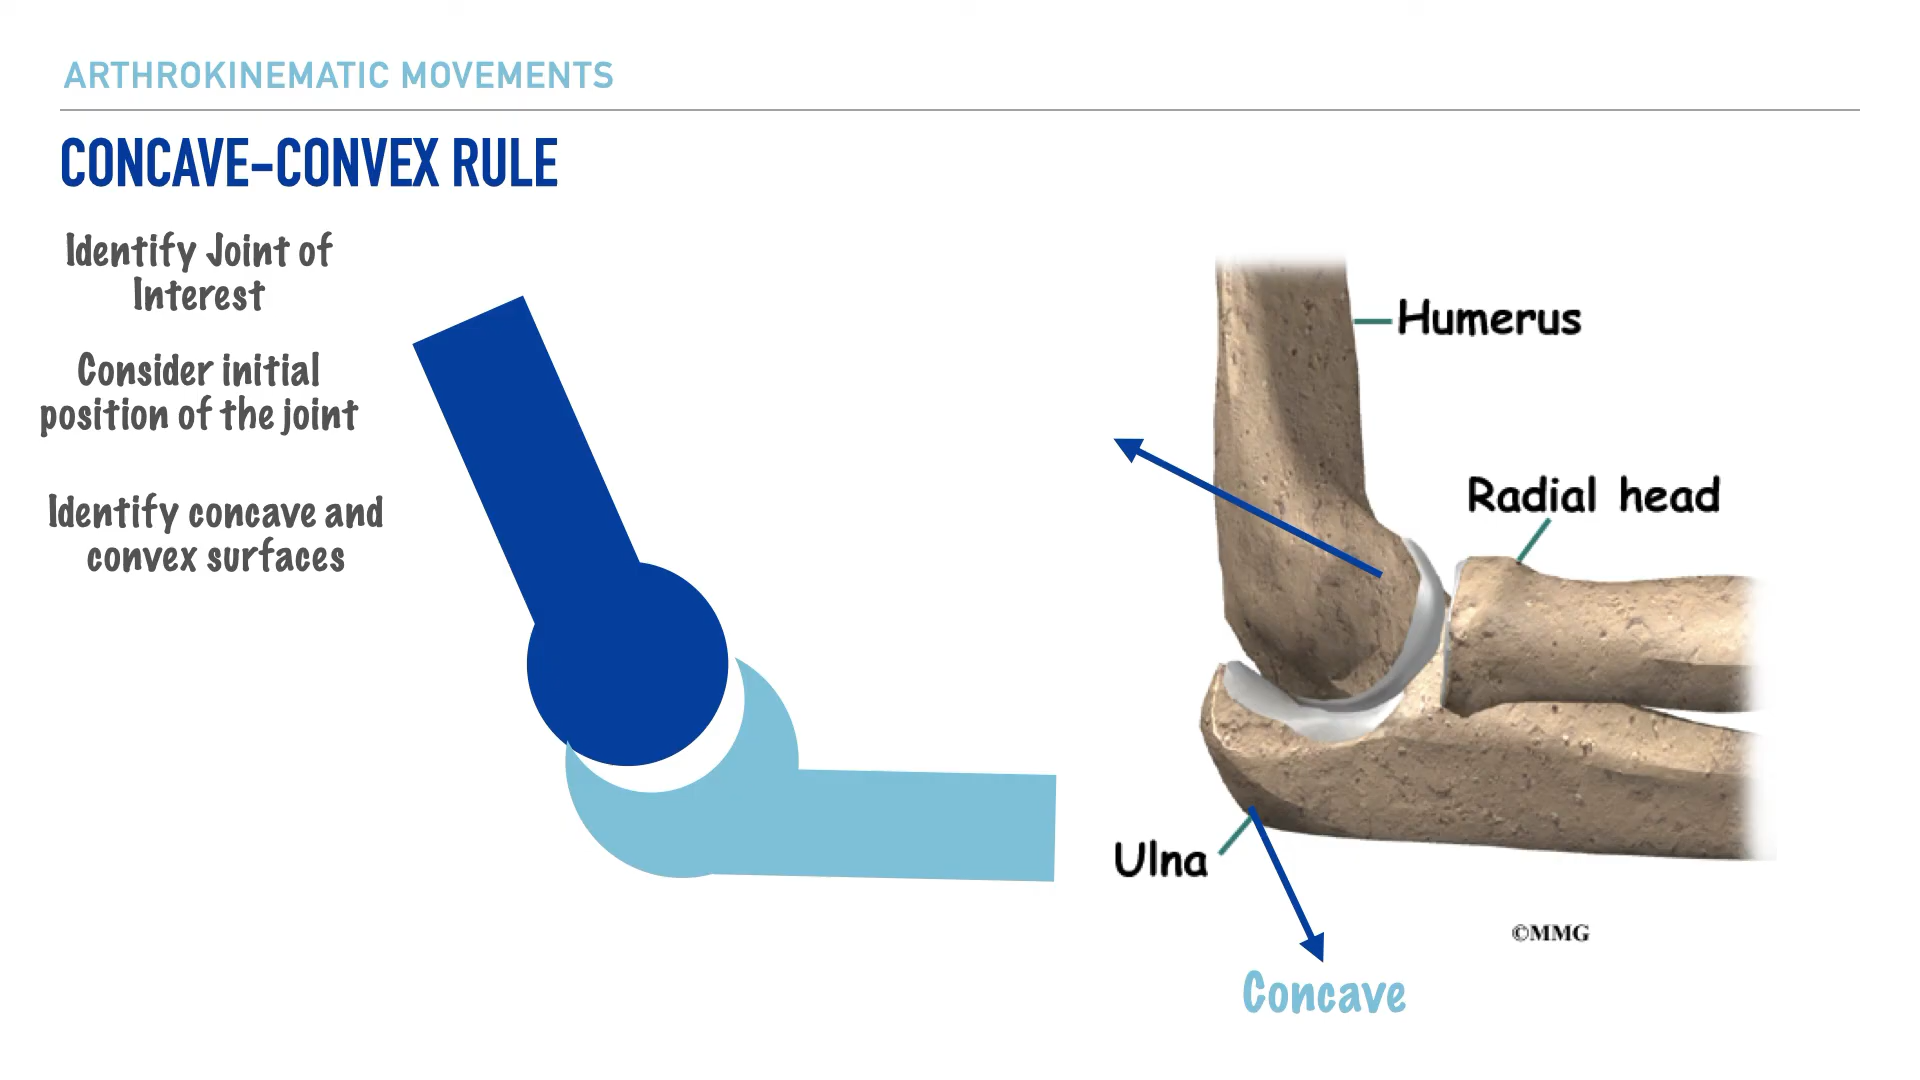 ARTHROKINEMATIC MOVEMENTS
CONCAVE-CONVEX RULE
Identify Joint of
Interest
Consider initial
position of the joint
Identify concave and
convex surfaces
Humerus
Radial head
Ulna
©MMG
Concave